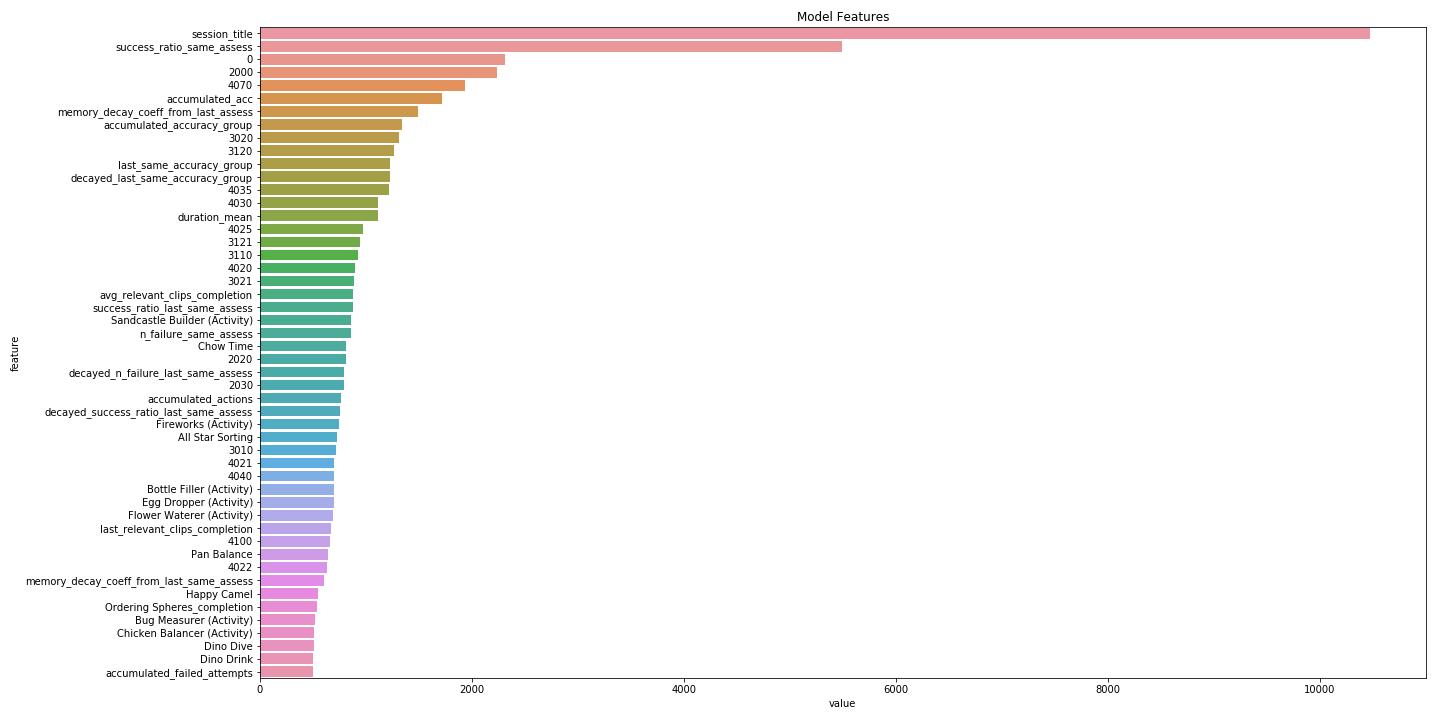 Model Features
session_title
success_ratio_same_assess
0
2000
4070
accumulated_acc
memory_decay_coeff_from_last_assess
accumulated_accuracy_group
3020
3120
last_same_accuracy_group
decayed_last_same_accuracy_group
4035
4030
duration_mean
4025
3121
3110
4020
3021
avg_relevant_clips_completion
success_ratio_last_same_assess
Sandcastle Builder (Activity)
n_failure_same_assess
Chow Time
2020
decayed_n_failure_last_same_assess
2030
accumulated_actions
decayed_success_ratio_last_same_assess
Fireworks (Activity)
All Star Sorting
3010
4021
4040
Bottle Filler (Activity)
Egg Dropper (Activity)
Flower Waterer (Activity)
last_relevant_clips_completion
4100
Pan Balance
4022
memory_decay_coeff_from_last_same_assess
Happy Camel
Ordering Spheres_completion
Bug Measurer (Activity)
Chicken Balancer (Activity)
Dino Dive
Dino Drink
accumulated_failed_attempts
feature
0 2000 4000 6000 8000 10000
value